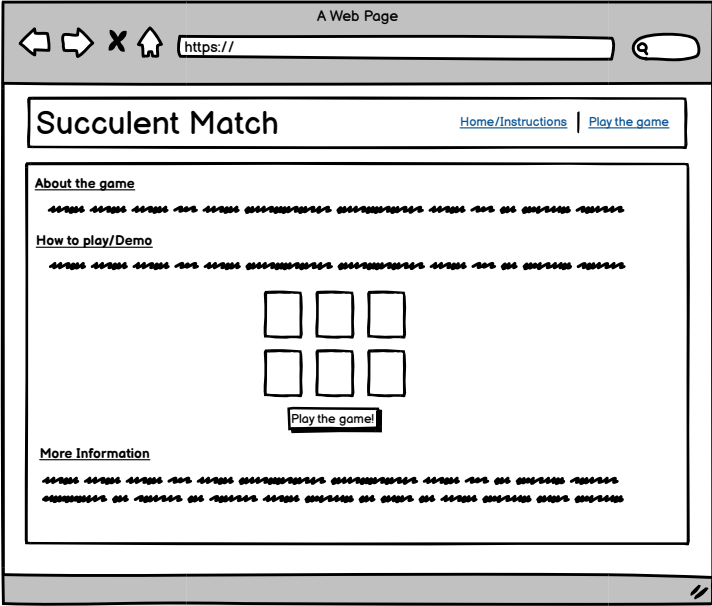 A Web Page
https://
Succulent Match
Home/Instructions
Play the game
About the game
How to play/Demo
Play the game!
More Information